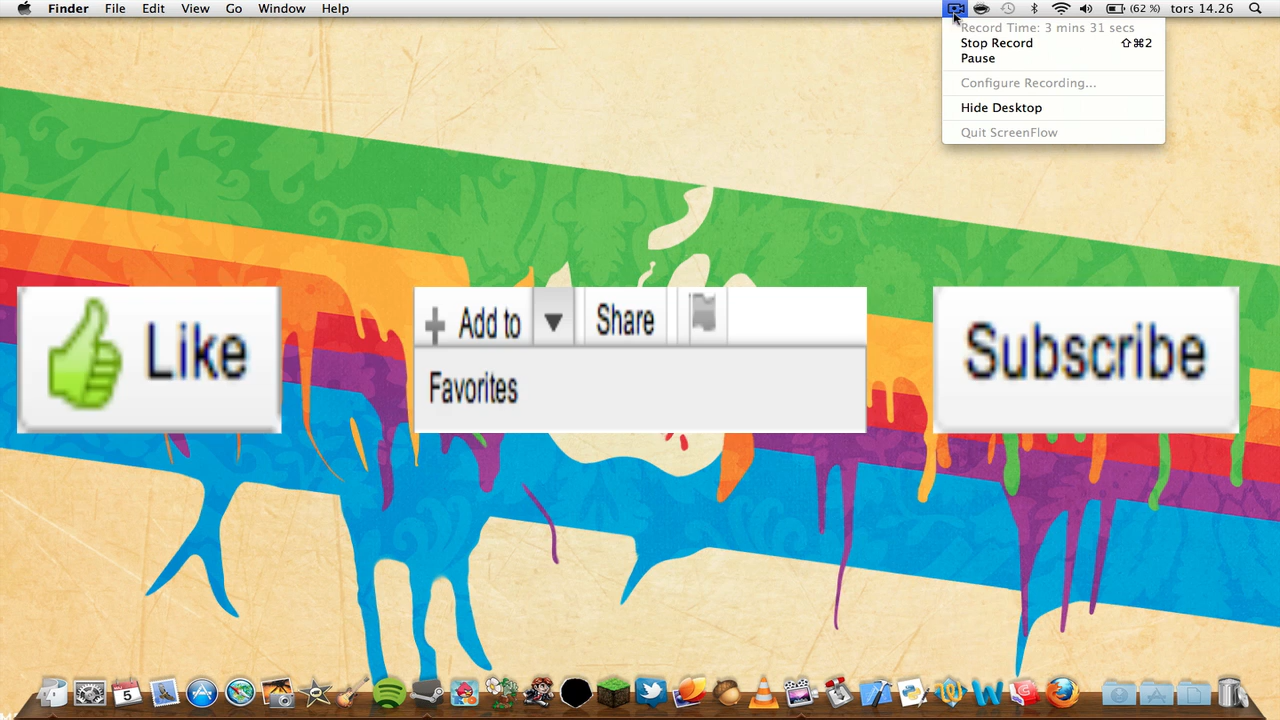 Finder File Edit View Go Window Help (62 %) tors 14.26
Record Time: 3 mins 31 secs
Stop Record ⇧⌘2
Pause
Configure Recording...
Hide Desktop
Quit ScreenFlow
Like
Add to Share
Favorites
Subscribe
5